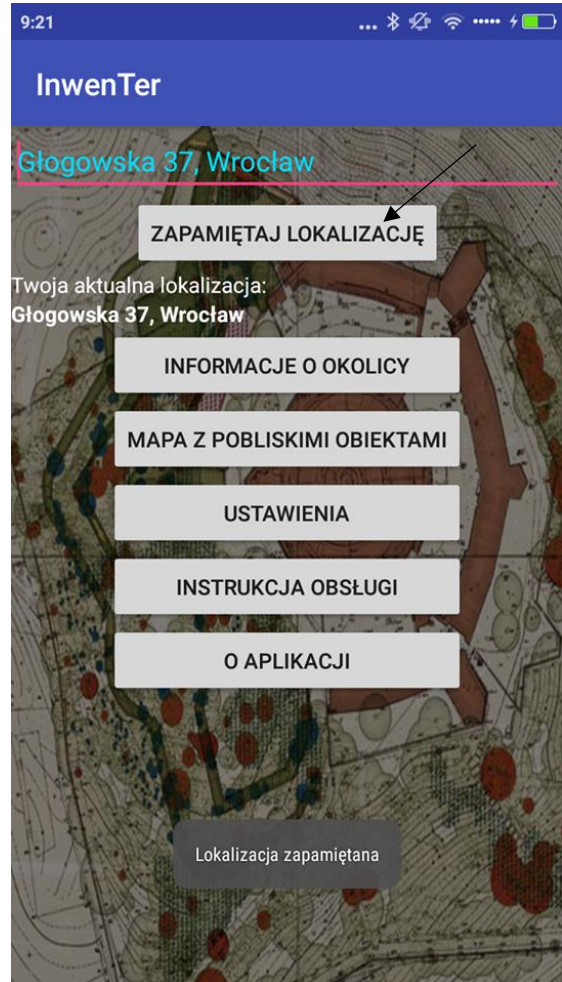 9:21
InwenTer
Głogowska 37, Wrocław
ZAPAMIĘTAJ LOKALIZACJĘ
Twoja aktualna lokalizacja:
Głogowska 37, Wrocław
INFORMACJE O OKOLICY
MAPA Z POBLISKIMI OBIEKTAMI
USTAWIENIA
INSTRUKCJA OBSŁUGI
O APLIKACJI
Lokalizacja zapamiętana